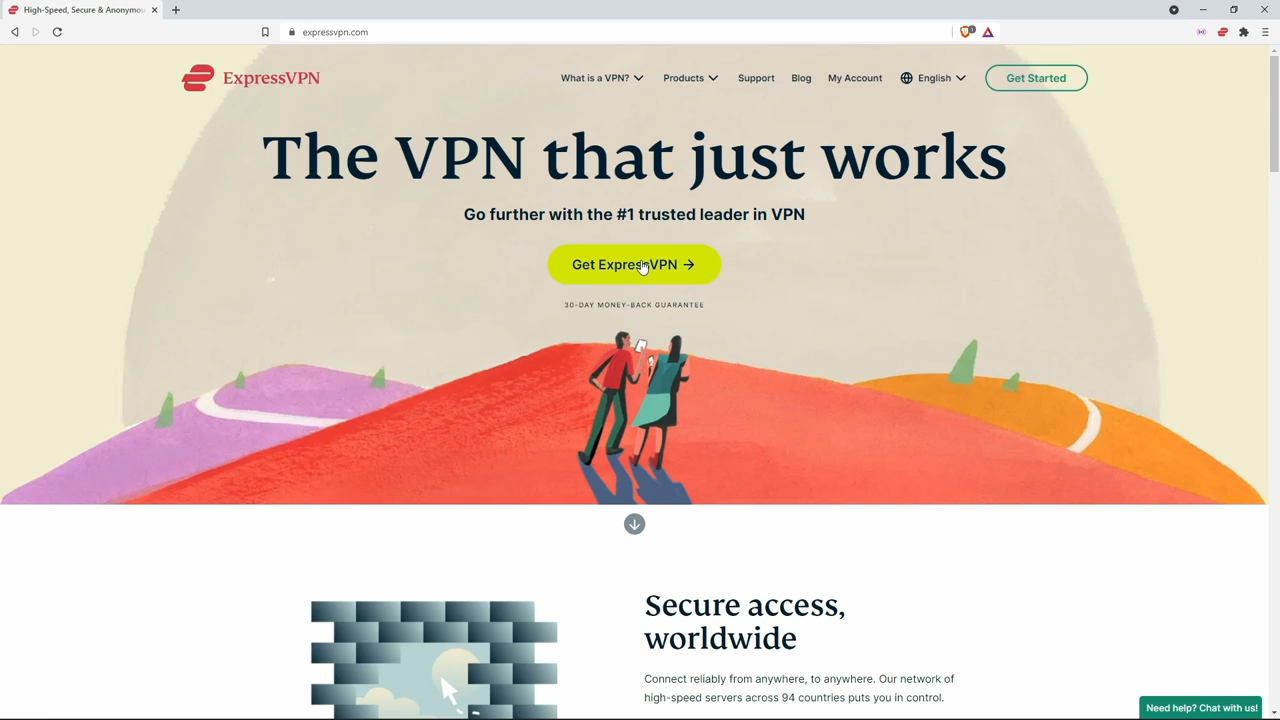 High-Speed, Secure & Anonymou
expressvpn.com
1
ExpressVPN
What is a VPN?
Products
Support
Blog
My Account
English
Get Started
The VPN that just works
Go further with the #1 trusted leader in VPN
Get ExpressVPN →
30-DAY MONEY-BACK GUARANTEE
Secure access,
worldwide
Connect reliably from anywhere, to anywhere. Our network of
high-speed servers across 94 countries puts you in control.
Need help? Chat with us!